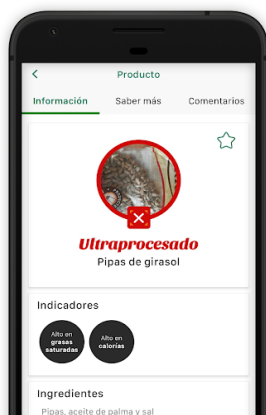 Producto
Información Saber más Comentarios
Ultraprocesado
Pipas de girasol
Indicadores
Alto en
grasas
saturadas
Alto en
calorías
Ingredientes
Pipas, aceite de palma y sal